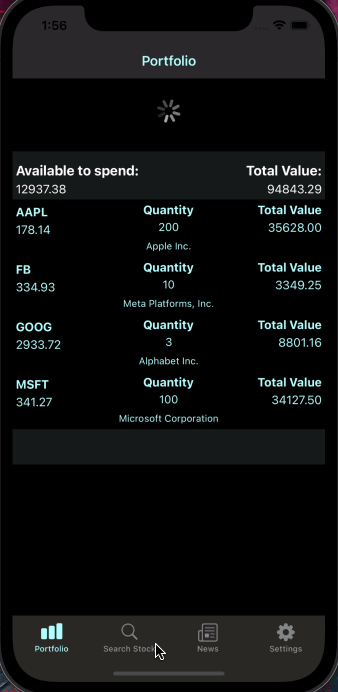 1:56
Portfolio
Available to spend: Total Value:
12937.38 94843.29
AAPL Quantity Total Value
178.14 200 35628.00
Apple Inc.
FB Quantity Total Value
334.93 10 3349.25
Meta Platforms, Inc.
GOOG Quantity Total Value
2933.72 3 8801.16
Alphabet Inc.
MSFT Quantity Total Value
341.27 100 34127.50
Microsoft Corporation
Portfolio Search Stocks News Settings